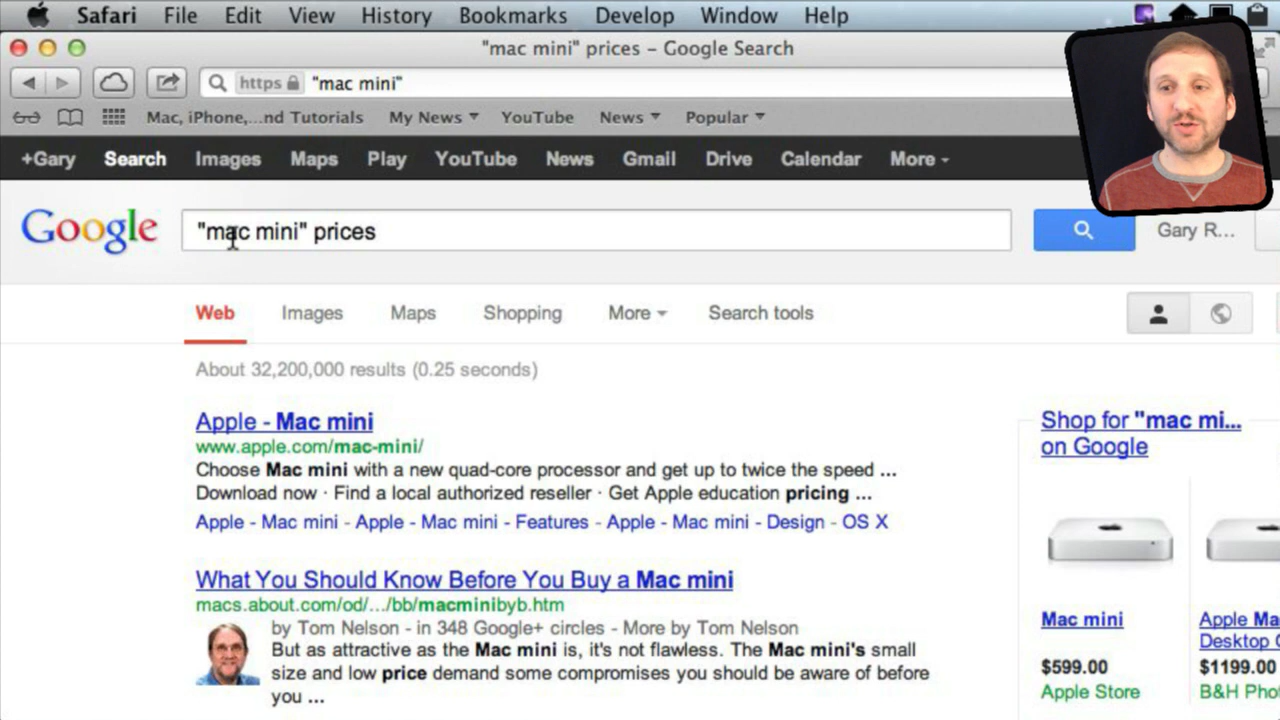 Safari File Edit View History Bookmarks Develop Window Help
"mac mini" prices – Google Search
https "mac mini"
Mac, iPhone,...nd Tutorials My News YouTube News Popular
+Gary Search Images Maps Play YouTube News Gmail Drive Calendar More
Google "mac mini" prices Gary R...
Web Images Maps Shopping More Search tools
About 32,200,000 results (0.25 seconds)
Apple - Mac mini
www.apple.com/mac-mini/
Choose Mac mini with a new quad-core processor and get up to twice the speed ...
Download now · Find a local authorized reseller · Get Apple education pricing ...
Apple - Mac mini - Apple - Mac mini - Features - Apple - Mac mini - Design - OS X
What You Should Know Before You Buy a Mac mini
macs.about.com/od/.../bb/macminibyb.htm
by Tom Nelson - in 348 Google+ circles - More by Tom Nelson
But as attractive as the Mac mini is, it's not flawless. The Mac mini's small
size and low price demand some compromises you should be aware of before
you ...
Shop for "mac mi...
on Google
Mac mini
$599.00
Apple Store
Apple Ma
Desktop C
$1199.00
B&H Pho